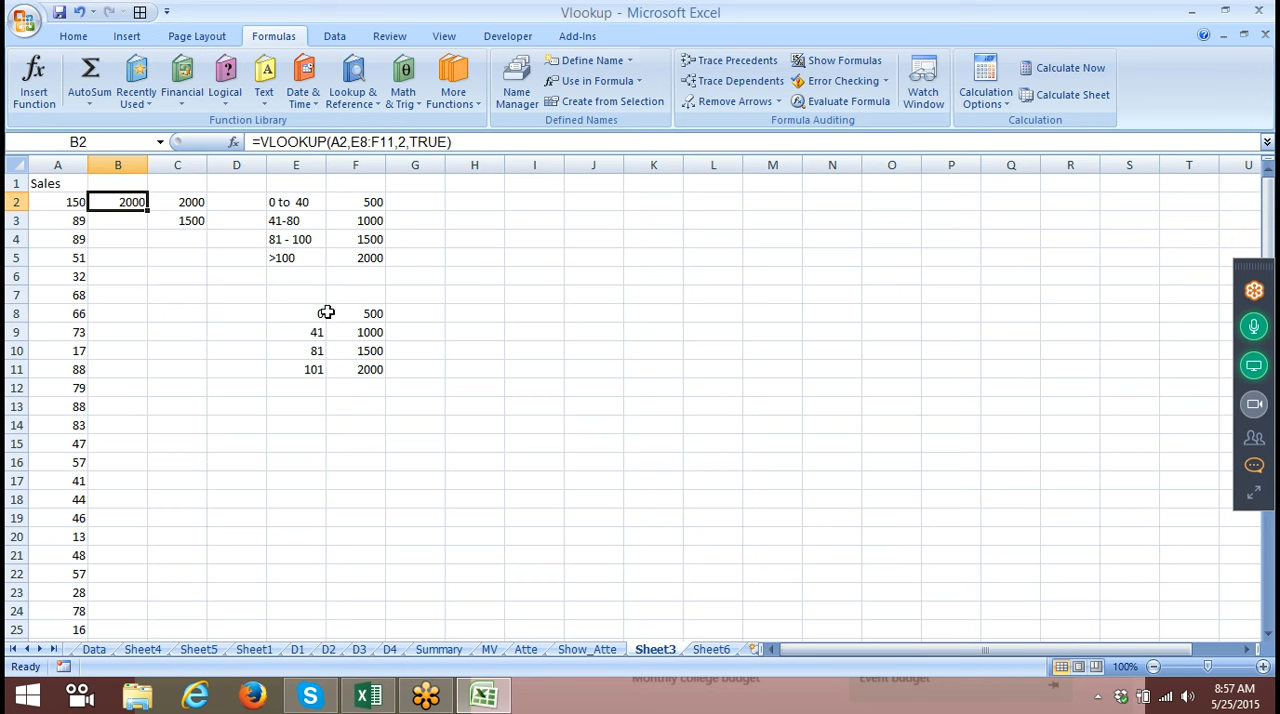 Vlookup - Microsoft Excel
Home Insert Page Layout Formulas Data Review View Developer Add-Ins
Insert Function
AutoSum
Recently Used
Financial
Logical
Text
Date & Time
Lookup & Reference
Math & Trig
More Functions
Function Library
Name Manager
Define Name
Use in Formula
Create from Selection
Defined Names
Trace Precedents
Trace Dependents
Remove Arrows
Show Formulas
Error Checking
Evaluate Formula
Formula Auditing
Watch Window
Calculation Options
Calculate Now
Calculate Sheet
Calculation
B2 fx =VLOOKUP(A2,E8:F11,2,TRUE)
A B C D E F G H I J K L M N O P Q R S T U
1 Sales
2 150 2000 2000 0 to 40 500
3 89 1500 41-80 1000
4 89 81 - 100 1500
5 51 >100 2000
6 32
7 68
8 66 500
9 73 41 1000
10 17 81 1500
11 88 101 2000
12 79
13 88
14 83
15 47
16 57
17 41
18 44
19 46
20 13
21 48
22 57
23 28
24 78
25 16
Data Sheet4 Sheet5 Sheet1 D1 D2 D3 D4 Summary MV Atte Show_Atte Sheet3 Sheet6
Ready 100%
Monthly college budget Event budget
8:57 AM
5/25/2015